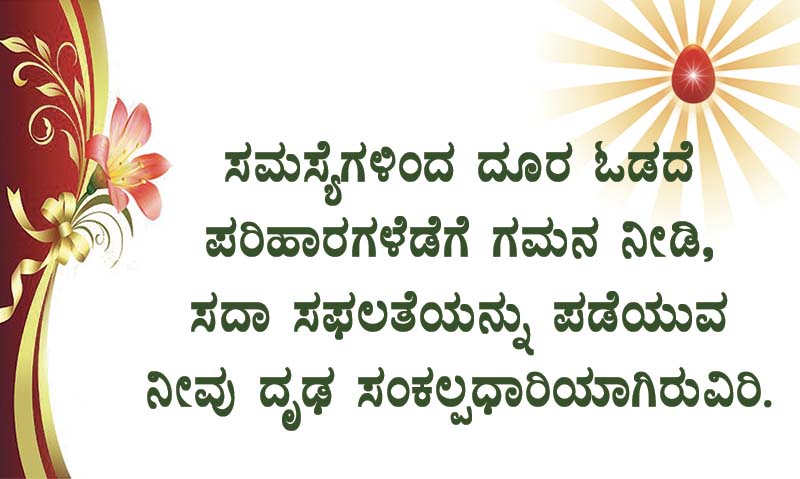 ಸಮಸ್ಯೆಗಳಿಂದ ದೂರ ಓಡದೆ
ಪರಿಹಾರಗಳೆಡೆಗೆ ಗಮನ ನೀಡಿ,
ಸದಾ ಸಫಲತೆಯನ್ನು ಪಡೆಯುವ
ನೀವು ದೃಢ ಸಂಕಲ್ಪಧಾರಿಯಾಗಿರುವಿರಿ.